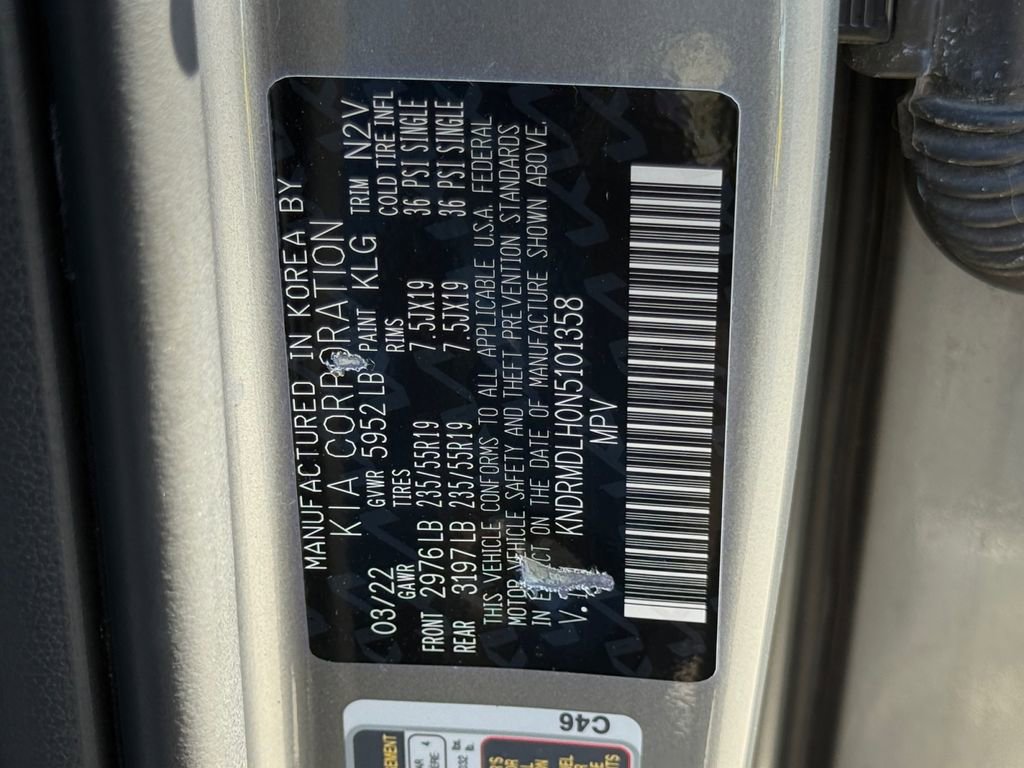 MANUFACTURED IN KOREA BY
KIA CORPORATION
03/22 GVWR 5952 LB PAINT KLG TRIM N2V
GAWR TIRES RIMS COLD TIRE INFL
FRONT 2976 LB 235/55R19 7.5JX19 36 PSI SINGLE
REAR 3197 LB 235/55R19 7.5JX19 36 PSI SINGLE
THIS VEHICLE CONFORMS TO ALL APPLICABLE U.S.A. FEDERAL
MOTOR VEHICLE SAFETY AND THEFT PREVENTION STANDARDS
IN EFFECT ON THE DATE OF MANUFACTURE SHOWN ABOVE.
KNDRMDLH0N5101358
MPV
C46